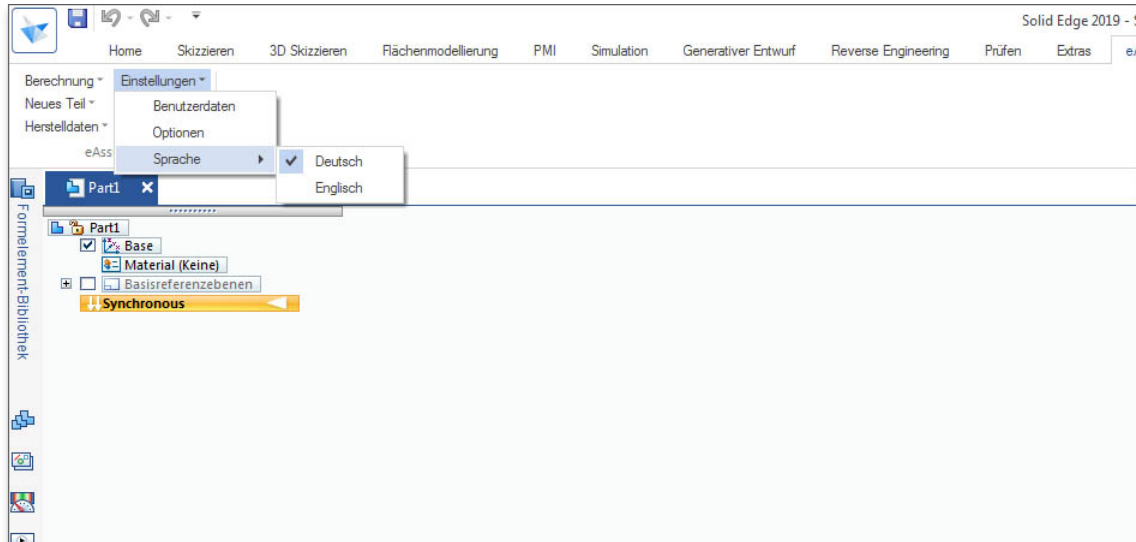 Solid Edge 2019 - S
Home Skizzieren 3D Skizzieren Flächenmodellierung PMI Simulation Generativer Entwurf Reverse Engineering Prüfen Extras eA
Berechnung Einstellungen
Neues Teil Benutzerdaten
Herstelldaten Optionen
eAss Sprache Deutsch
Englisch
Part1
Formelement-Bibliothek
Part1
Base
Material (Keine)
Basisreferenzebenen
Synchronous